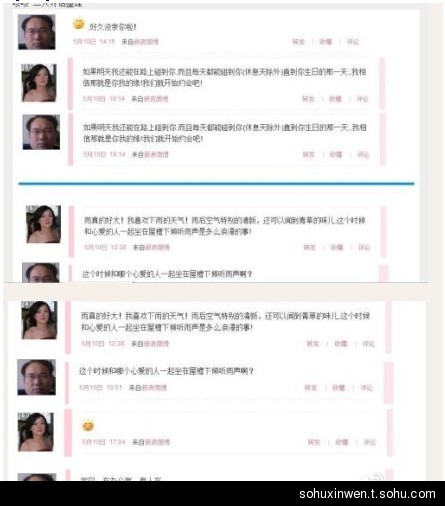 好久没亲你啦!
5月10日 14:15 来自新浪微博 转发 | 收藏 | 评论
如果明天我还能在路上碰到你,而且每天都能碰到你(休息天除外)直到你生日的那一天,我相
信那就是你我的缘!我们就开始约会吧!
5月10日 18:14 来自新浪微博 转发 | 收藏 | 评论
如果明天我还能在路上碰到你,而且每天都能碰到你(休息天除外)直到你生日的那一天,我相
信那就是你我的缘!我们就开始约会吧!
5月10日 18:14 来自新浪微博 转发 | 收藏 | 评论
雨真的好大!我喜欢下雨的天气!雨后空气特别的清新,还可以闻到青草的味儿.这个时候
和心爱的人一起坐在屋檐下倾听雨声是多么浪漫的事!
5月10日 12:38 来自新浪微博 转发 | 收藏 | 评论
这个时候和哪个心爱的人一起坐在屋檐下倾听雨声啊?
雨真的好大!我喜欢下雨的天气!雨后空气特别的清新,还可以闻到青草的味儿.这个时候
和心爱的人一起坐在屋檐下倾听雨声是多么浪漫的事!
5月10日 12:38 来自新浪微博 转发 | 收藏 | 评论
这个时候和哪个心爱的人一起坐在屋檐下倾听雨声啊?
5月10日 15:51 来自新浪微博 转发 | 收藏 | 评论
5月10日 17:04 来自新浪微博 转发 | 收藏 | 评论
sohuxinwen.t.sohu.com